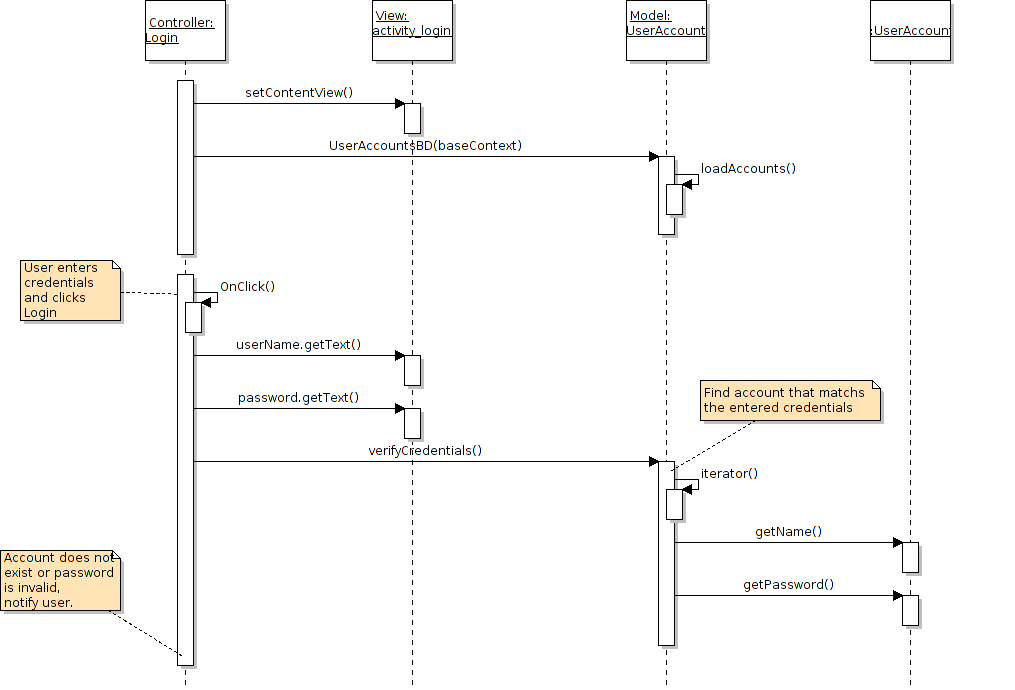 Controller:
Login
View:
activity_login
Model:
UserAccount
:UserAccount
setContentView()
UserAccountsBD(baseContext)
loadAccounts()
User enters
credentials
and clicks
Login
OnClick()
userName.getText()
password.getText()
Find account that matchs
the entered credentials
verifyCredentials()
iterator()
getName()
Account does not
exist or password
is invalid,
notify user.
getPassword()